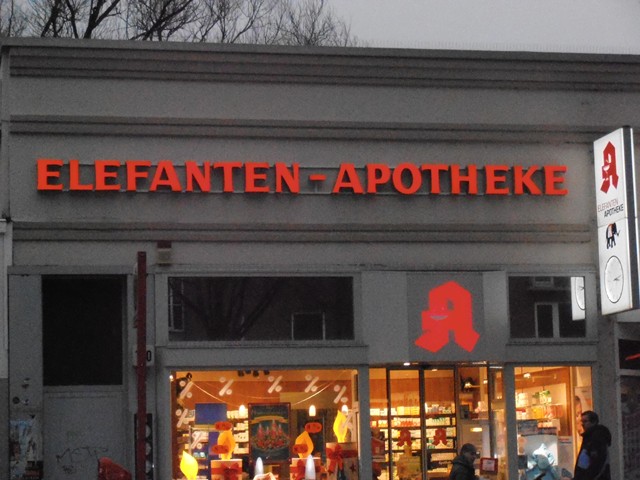 ELEFANTEN-APOTHEKE
ELEFANTEN
APOTHEKE
% % % % %